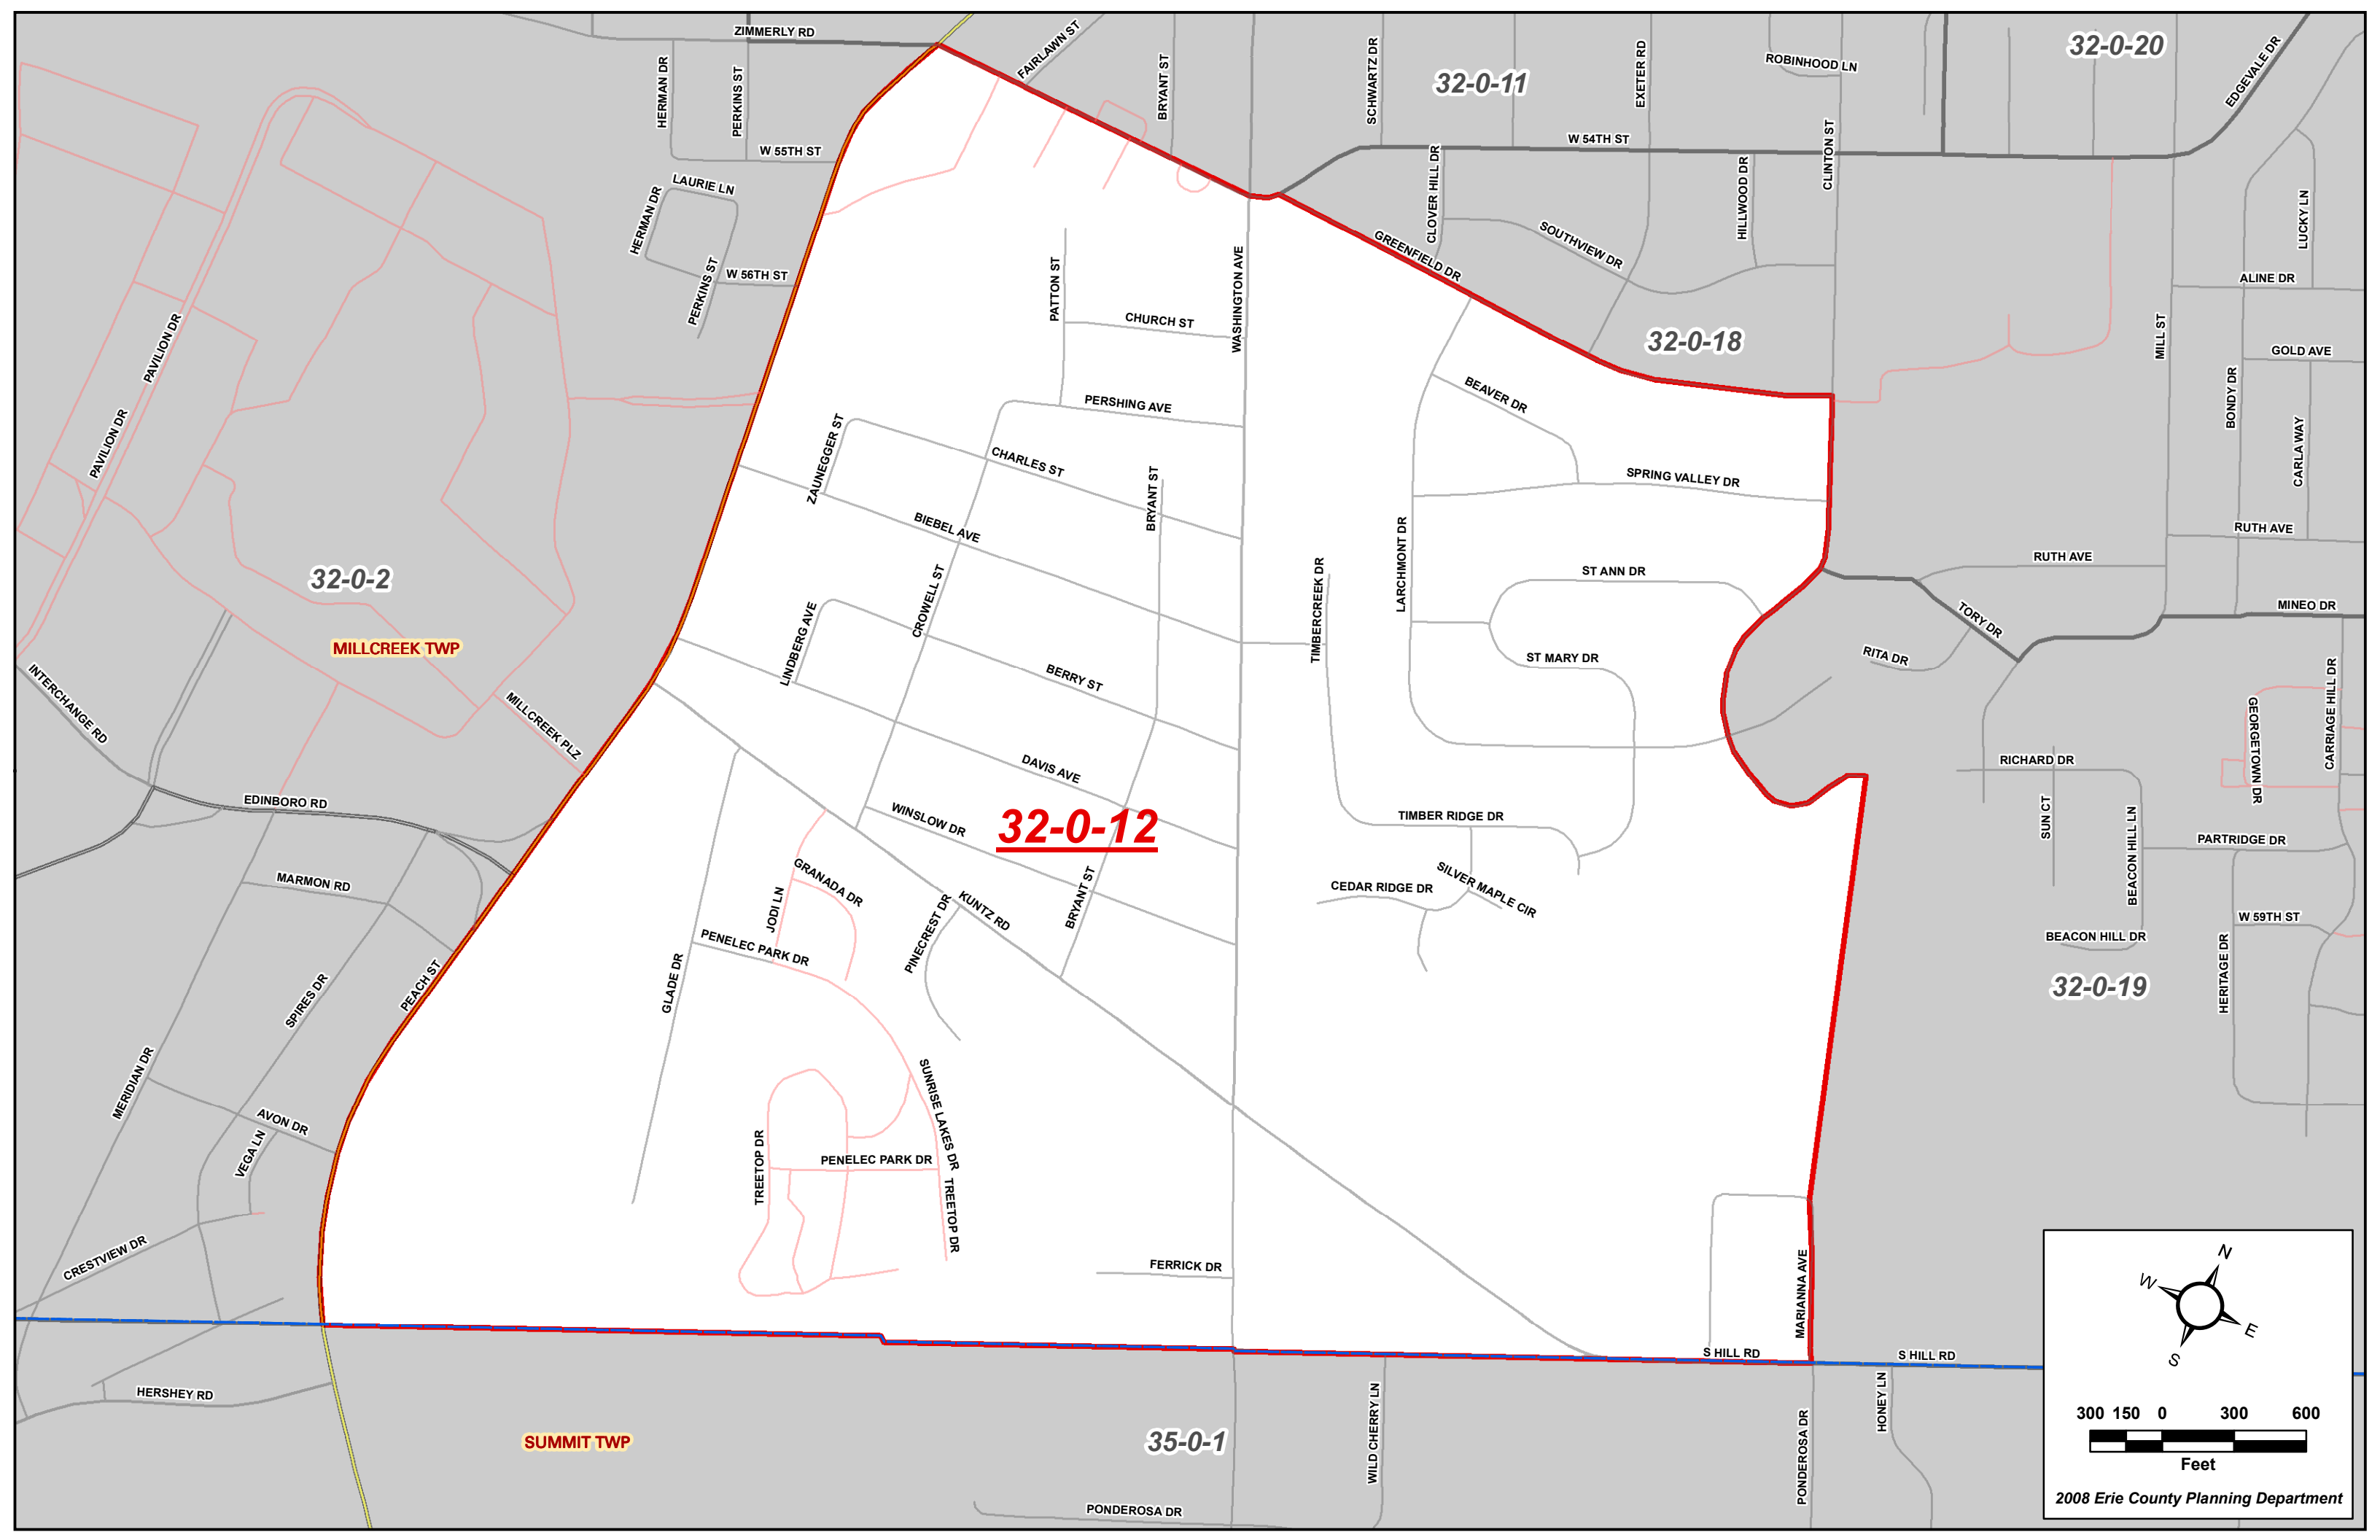 ZIMMERLY RD
FAIRLAWN ST
HERMAN DR
PERKINS ST
BRYANT ST
SCHWARTZ DR
32-0-11
EXETER RD
ROBINHOOD LN
32-0-20
EDGEVALE DR
W 55TH ST
W 54TH ST
CLINTON ST
CLOVER HILL DR
HILLWOOD DR
LAURIE LN
HERMAN DR
PERKINS ST
W 56TH ST
GREENFIELD DR
SOUTHVIEW DR
LUCKY LN
ALINE DR
PATTON ST
CHURCH ST
WASHINGTON AVE
32-0-18
MILL ST
GOLD AVE
PAVILION DR
PAVILION DR
PERSHING AVE
BEAVER DR
BONDY DR
CARLA WAY
ZAUNEGGER ST
CHARLES ST
BRYANT ST
SPRING VALLEY DR
BIEBEL AVE
LARCHMONT DR
RUTH AVE
RUTH AVE
32-0-2
CROWELL ST
TIMBERCREEK DR
ST ANN DR
MINEO DR
TORY DR
MILLCREEK TWP
LINDBERG AVE
BERRY ST
ST MARY DR
RITA DR
INTERCHANGE RD
MILLCREEK PLZ
GEORGETOWN DR
CARRIAGE HILL DR
EDINBORO RD
DAVIS AVE
WINSLOW DR
32-0-12
TIMBER RIDGE DR
RICHARD DR
SUN CT
BEACON HILL LN
PARTRIDGE DR
MARMON RD
GRANADA DR
JODI LN
PINECREST DR
KUNTZ RD
BRYANT ST
CEDAR RIDGE DR
SILVER MAPLE CIR
W 59TH ST
BEACON HILL DR
HERITAGE DR
32-0-19
PENELEC PARK DR
GLADE DR
PEACH ST
SPIRES DR
MERIDIAN DR
AVON DR
VEGA LN
SUNRISE LAKES DR
TREETOP DR
PENELEC PARK DR
TREETOP DR
CRESTVIEW DR
FERRICK DR
MARIANNA AVE
S HILL RD
S HILL RD
HERSHEY RD
SUMMIT TWP
35-0-1
WILD CHERRY LN
PONDEROSA DR
HONEY LN
PONDEROSA DR
N
W
E
S
300 150 0 300 600
Feet
2008 Erie County Planning Department